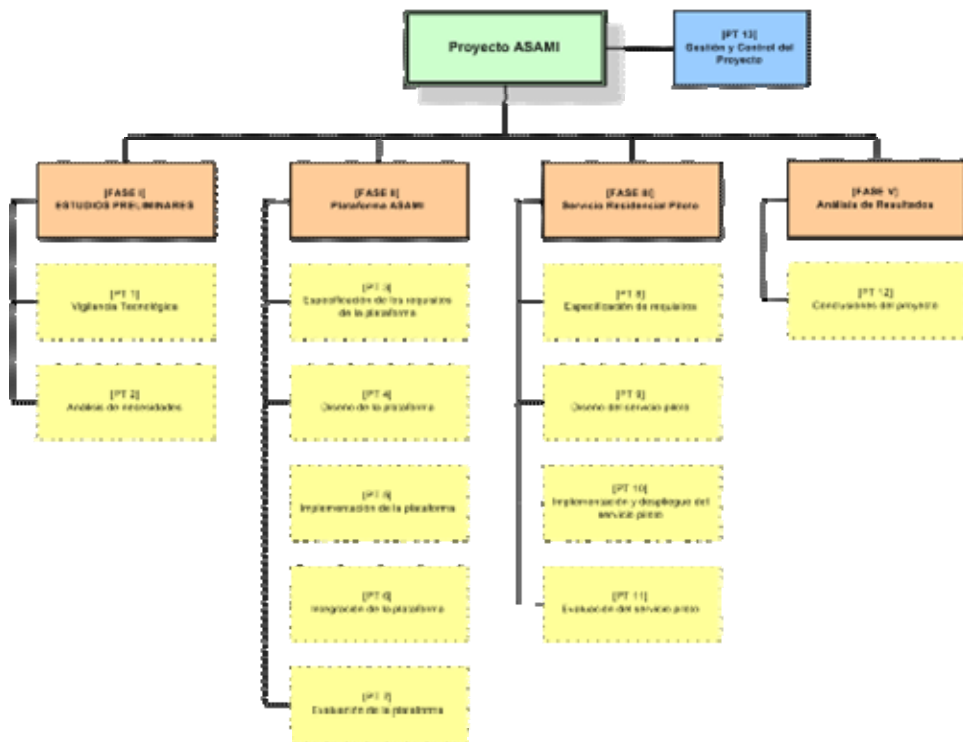 Proyecto ASAMI
[PT 13]
Gestión y Control del
Proyecto
[FASE I]
ESTUDIOS PRELIMINARES
[PT 1]
Vigilancia Tecnológica
[PT 2]
Análisis de necesidades
[FASE II]
Plataforma ASAMI
[PT 3]
Especificación de los requisitos
de la plataforma
[PT 4]
Diseño de la plataforma
[PT 5]
Implementación de la plataforma
[PT 6]
Integración de la plataforma
[PT 7]
Evaluación de la plataforma
[FASE III]
Servicio Residencial Piloto
[PT 8]
Especificación de requisitos
[PT 9]
Diseño del servicio piloto
[PT 10]
Implementación y despliegue del
servicio piloto
[PT 11]
Evaluación del servicio piloto
[FASE V]
Análisis de Resultados
[PT 12]
Conclusiones del proyecto